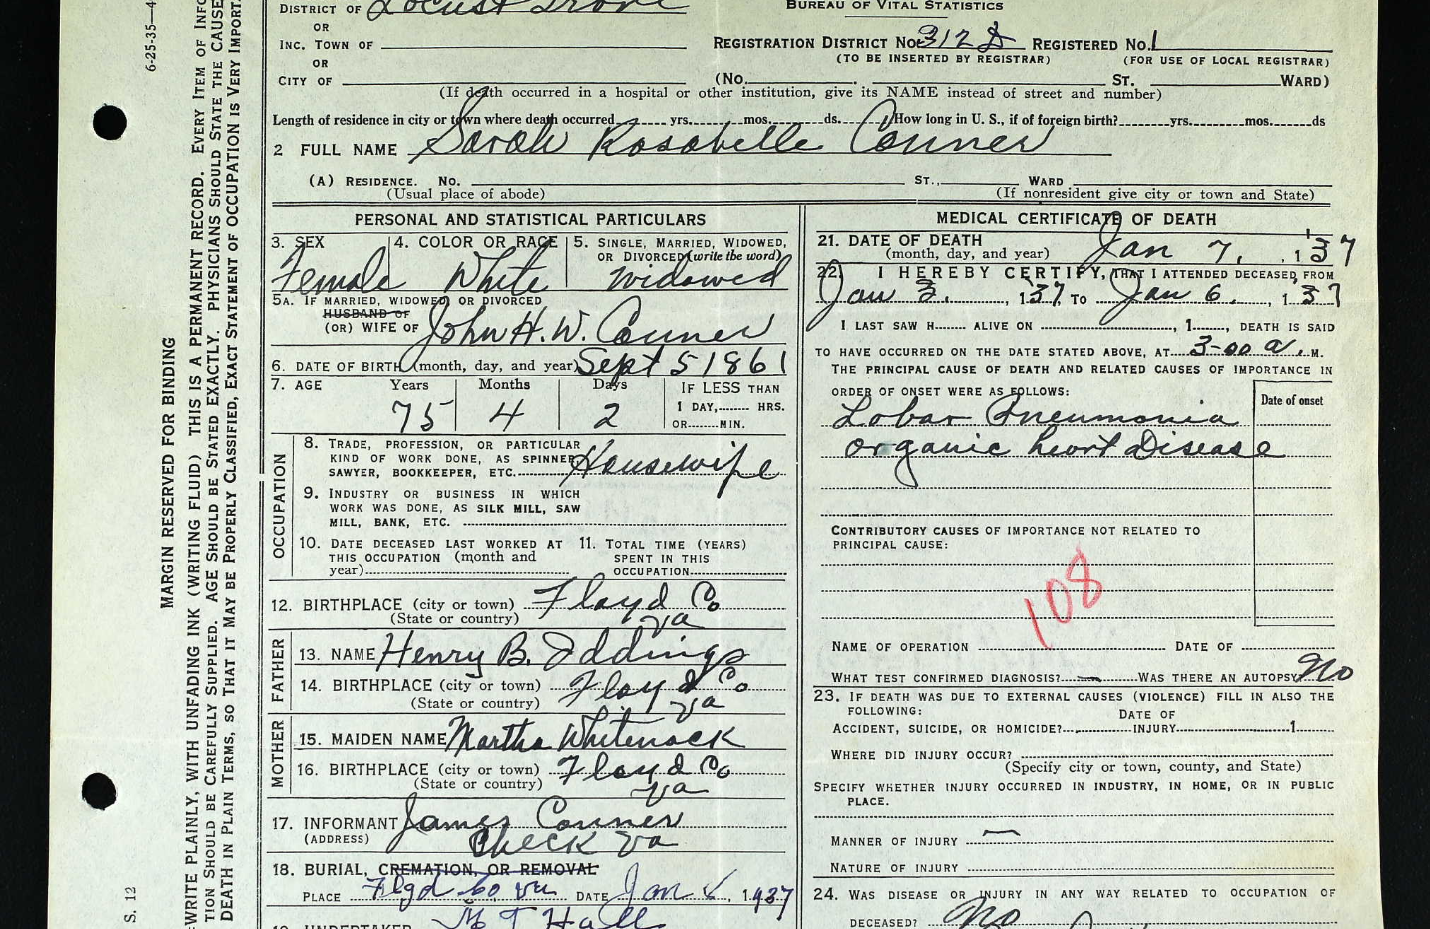 DISTRICT OF Locust Grove
BUREAU OF VITAL STATISTICS
OR
INC. TOWN OF
REGISTRATION DISTRICT No. 312 D REGISTERED No. 1
OR
(TO BE INSERTED BY REGISTRAR) (FOR USE OF LOCAL REGISTRAR)
CITY OF (No. ST. WARD)
(If death occurred in a hospital or other institution, give its NAME instead of street and number)
Length of residence in city or town where death occurred yrs. mos. ds. How long in U. S., if of foreign birth? yrs. mos. ds
2 FULL NAME Sarah Rosabelle Conner
(A) RESIDENCE. No. ST., WARD
(Usual place of abode) (If nonresident give city or town and State)
PERSONAL AND STATISTICAL PARTICULARS
3. SEX 4. COLOR OR RACE 5. SINGLE, MARRIED, WIDOWED,
OR DIVORCED (write the word)
Female White Widowed
5A. IF MARRIED, WIDOWED OR DIVORCED
HUSBAND OF
(OR) WIFE OF John H. W. Conner
6. DATE OF BIRTH (month, day, and year) Sept 5 1861
7. AGE Years Months Days IF LESS THAN
75 4 2 1 DAY, HRS.
OR MIN.
OCCUPATION
8. TRADE, PROFESSION, OR PARTICULAR
KIND OF WORK DONE, AS SPINNER,
SAWYER, BOOKKEEPER, ETC. Housewife
9. INDUSTRY OR BUSINESS IN WHICH
WORK WAS DONE, AS SILK MILL, SAW
MILL, BANK, ETC.
10. DATE DECEASED LAST WORKED AT 11. TOTAL TIME (YEARS)
THIS OCCUPATION (month and SPENT IN THIS
year) OCCUPATION
12. BIRTHPLACE (city or town) Floyd Co
(State or country) Va
FATHER
13. NAME Henry B. Iddings
14. BIRTHPLACE (city or town) Floyd Co
(State or country) Va
MOTHER
15. MAIDEN NAME Martha Whitenack
16. BIRTHPLACE (city or town) Floyd Co
(State or country) Va
17. INFORMANT James Conner
(ADDRESS) Check Va
18. BURIAL, CREMATION, OR REMOVAL
PLACE Floyd Co Va DATE Jan 8, 1937
19. UNDERTAKER M T Hall
MEDICAL CERTIFICATE OF DEATH
21. DATE OF DEATH
(month, day, and year) Jan 7, 137
22. I HEREBY CERTIFY, THAT I ATTENDED DECEASED FROM
Jan 3, 137 TO Jan 6, 137
I LAST SAW H ALIVE ON , 1 , DEATH IS SAID
TO HAVE OCCURRED ON THE DATE STATED ABOVE, AT 3-00 a. M.
THE PRINCIPAL CAUSE OF DEATH AND RELATED CAUSES OF IMPORTANCE IN
ORDER OF ONSET WERE AS FOLLOWS:
Date of onset
Lobar Pneumonia
organic heart Disease
CONTRIBUTORY CAUSES OF IMPORTANCE NOT RELATED TO
PRINCIPAL CAUSE:
108
NAME OF OPERATION DATE OF
WHAT TEST CONFIRMED DIAGNOSIS? WAS THERE AN AUTOPSY No
23. IF DEATH WAS DUE TO EXTERNAL CAUSES (VIOLENCE) FILL IN ALSO THE
FOLLOWING: DATE OF
ACCIDENT, SUICIDE, OR HOMICIDE? INJURY 1
WHERE DID INJURY OCCUR?
(Specify city or town, county, and State)
SPECIFY WHETHER INJURY OCCURRED IN INDUSTRY, IN HOME, OR IN PUBLIC
PLACE.
MANNER OF INJURY
NATURE OF INJURY
24. WAS DISEASE OR INJURY IN ANY WAY RELATED TO OCCUPATION OF
DECEASED? No
6-25-35—4
S. 12
MARGIN RESERVED FOR BINDING
WRITE PLAINLY, WITH UNFADING INK (WRITING FLUID) THIS IS A PERMANENT RECORD. EVERY ITEM OF INFO
TION SHOULD BE CAREFULLY SUPPLIED. AGE SHOULD BE STATED EXACTLY. PHYSICIANS SHOULD STATE THE CAUSE
DEATH IN PLAIN TERMS, SO THAT IT MAY BE PROPERLY CLASSIFIED. EXACT STATEMENT OF OCCUPATION IS VERY IMPORT